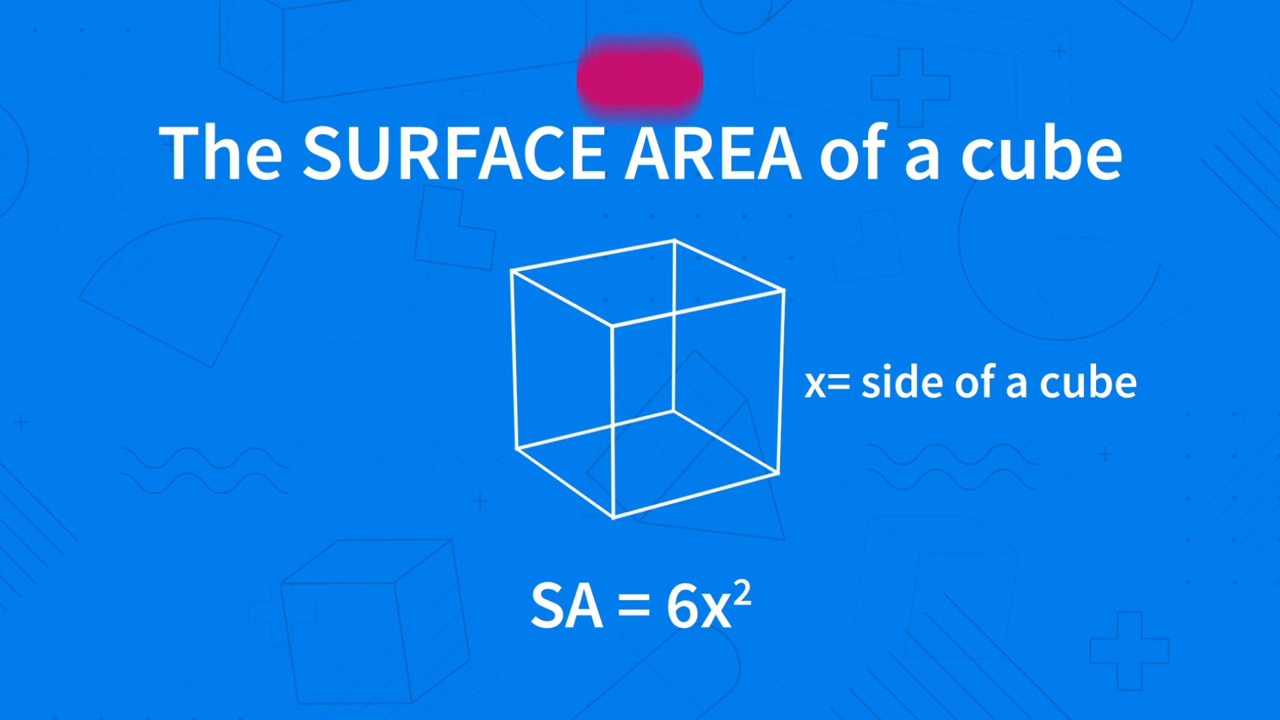 The SURFACE AREA of a cube
x= side of a cube
SA = 6x²